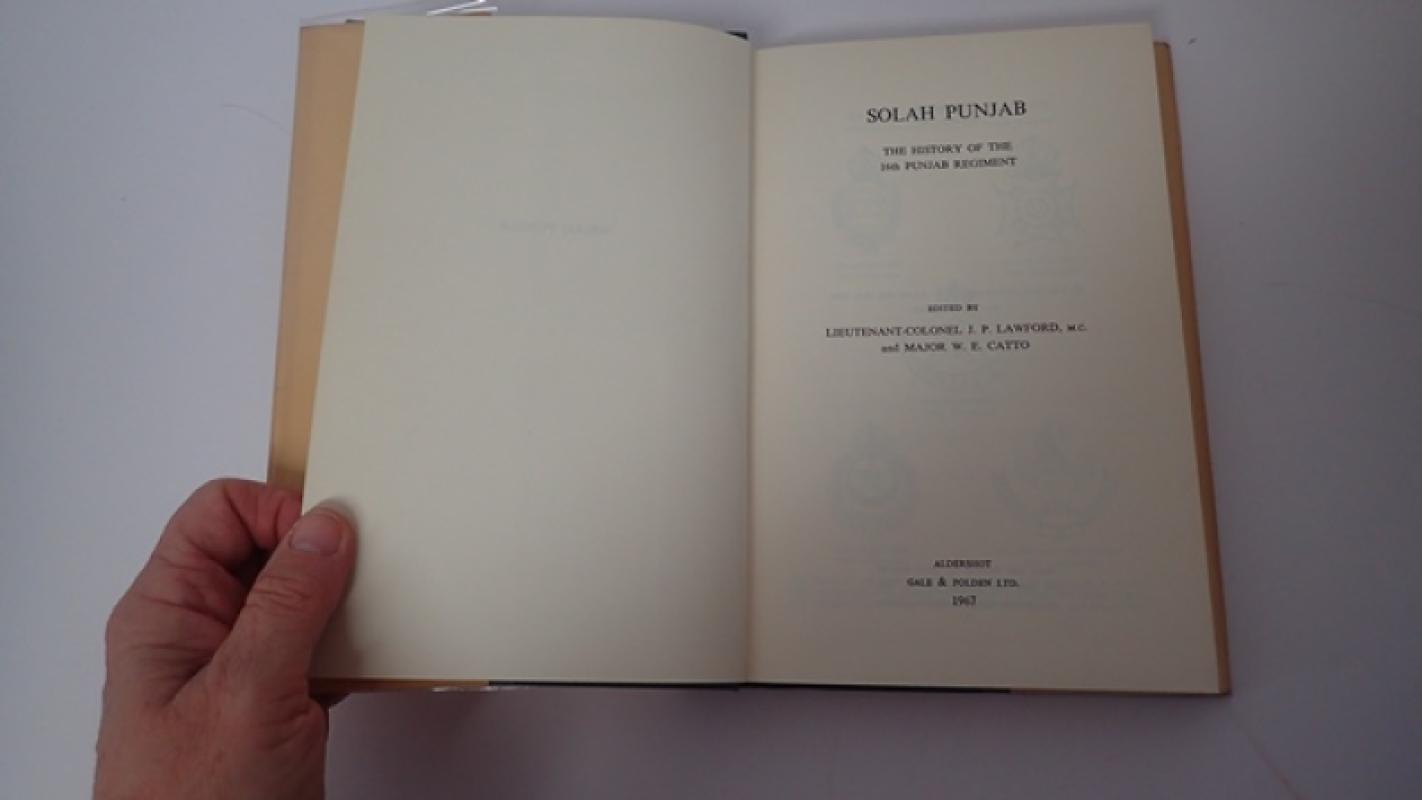 SOLAH PUNJAB
THE HISTORY OF THE
16th PUNJAB REGIMENT
EDITED BY
LIEUTENANT-COLONEL J. P. LAWFORD, M.C.
and MAJOR W. E. CATTO
ALDERSHOT
GALE & POLDEN LTD.
1967